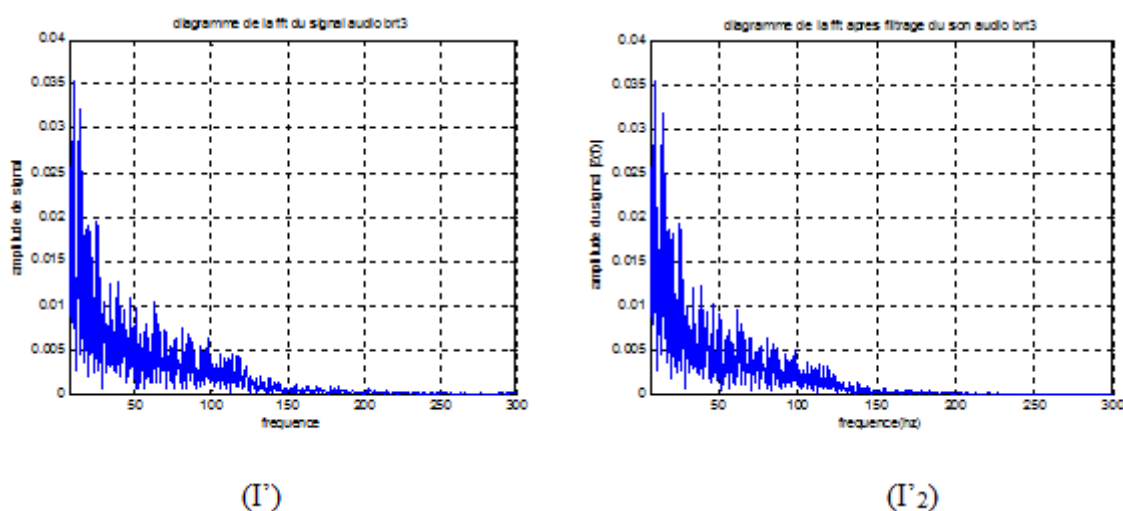 diagramme de la fft du signal audio brt3
0.04
0.035
0.03
0.025
0.02
0.015
0.01
0.005
0
amplitude de signal
50 100 150 200 250 300
frequence
(I’)
diagramme de la fft apres filtrage du son audio brt3
0.04
0.035
0.03
0.025
0.02
0.015
0.01
0.005
0
amplitude du signal
50 100 150 200 250 300
frequence(hz)
(I’2)